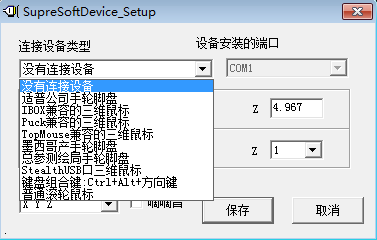 SupreSoftDevice_Setup
连接设备类型
设备安装的端口
没有连接设备
COM1
没有连接设备
适普公司手轮脚盘
IBOX兼容的三维鼠标
Puck兼容的三维鼠标
TopMouse兼容的三维鼠标
墨西哥产手轮脚盘
总参测绘局手轮脚盘
StealthUSB口三维鼠标
键盘组合键:Ctrl+Alt+方向键
普通滚轮鼠标
Z
4.967
Z
1
X Y Z
嘀嘀音
保存
取消